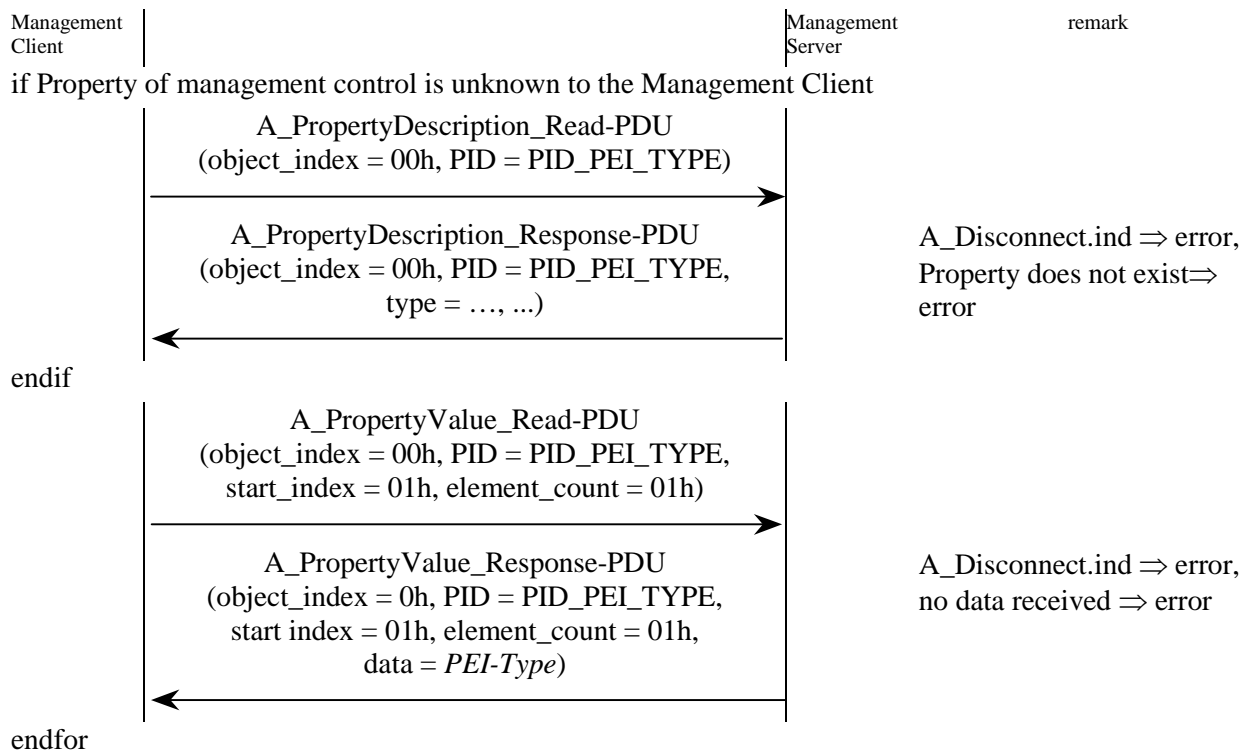 Management Client
Management Server
remark
if Property of management control is unknown to the Management Client
A_PropertyDescription_Read-PDU
(object_index = 00h, PID = PID_PEI_TYPE)
A_PropertyDescription_Response-PDU
(object_index = 00h, PID = PID_PEI_TYPE,
type = …, ...)
A_Disconnect.ind ⇒ error,
Property does not exist⇒
error
endif
A_PropertyValue_Read-PDU
(object_index = 00h, PID = PID_PEI_TYPE,
start_index = 01h, element_count = 01h)
A_PropertyValue_Response-PDU
(object_index = 0h, PID = PID_PEI_TYPE,
start index = 01h, element_count = 01h,
data = PEI-Type)
A_Disconnect.ind ⇒ error,
no data received ⇒ error
endfor